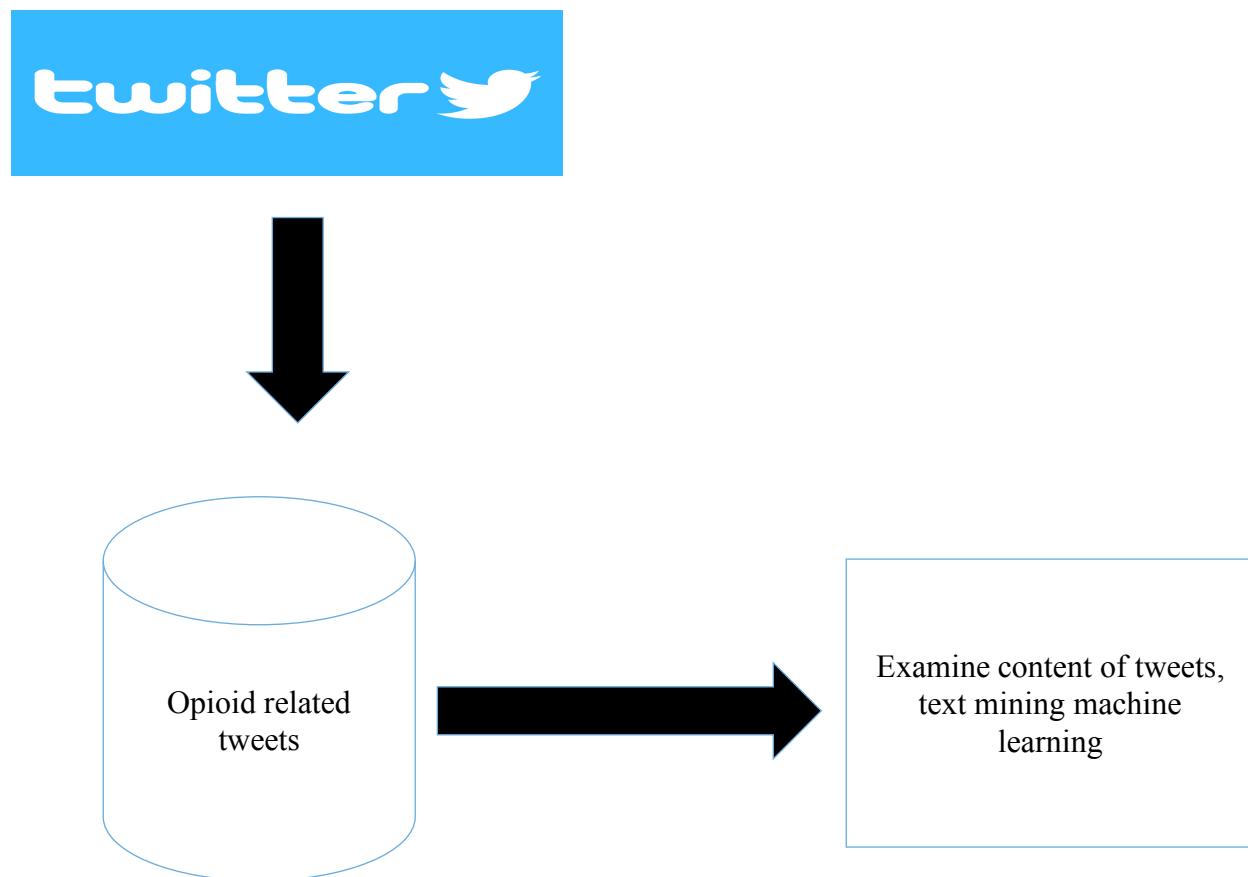 twitter
Opioid related
tweets
Examine content of tweets,
text mining machine
learning